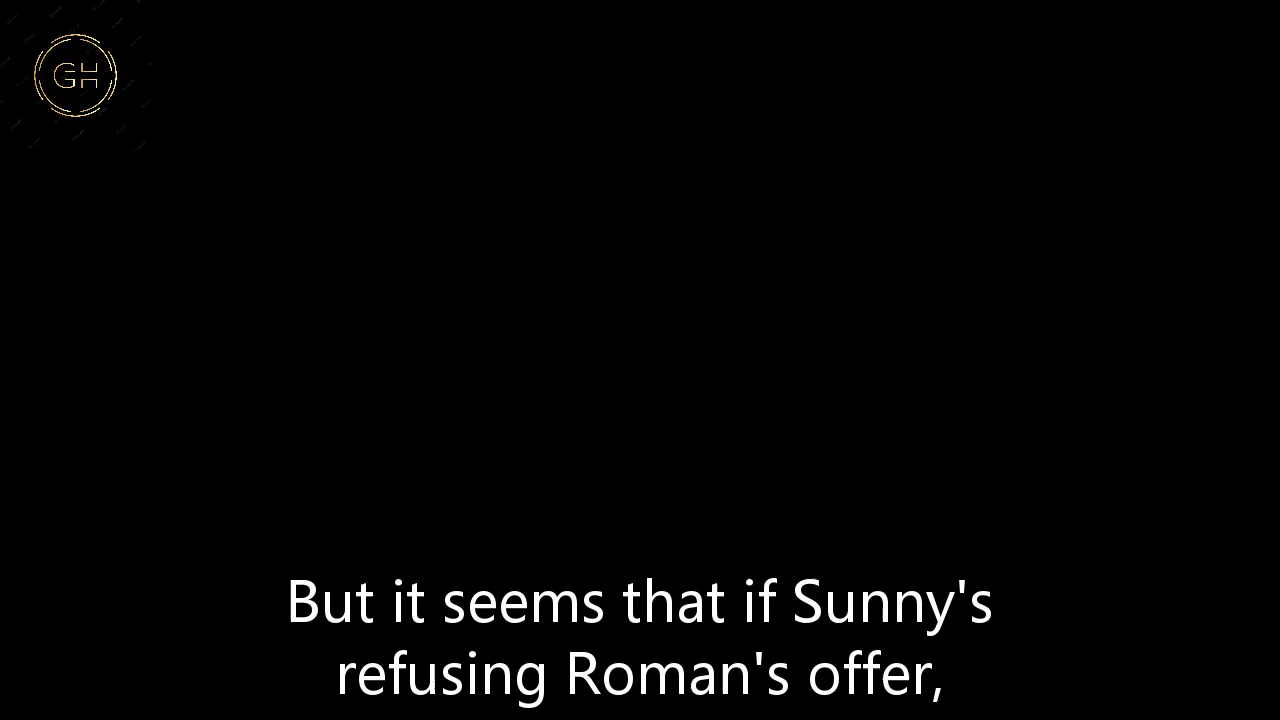 GH
But it seems that if Sunny's
refusing Roman's offer,